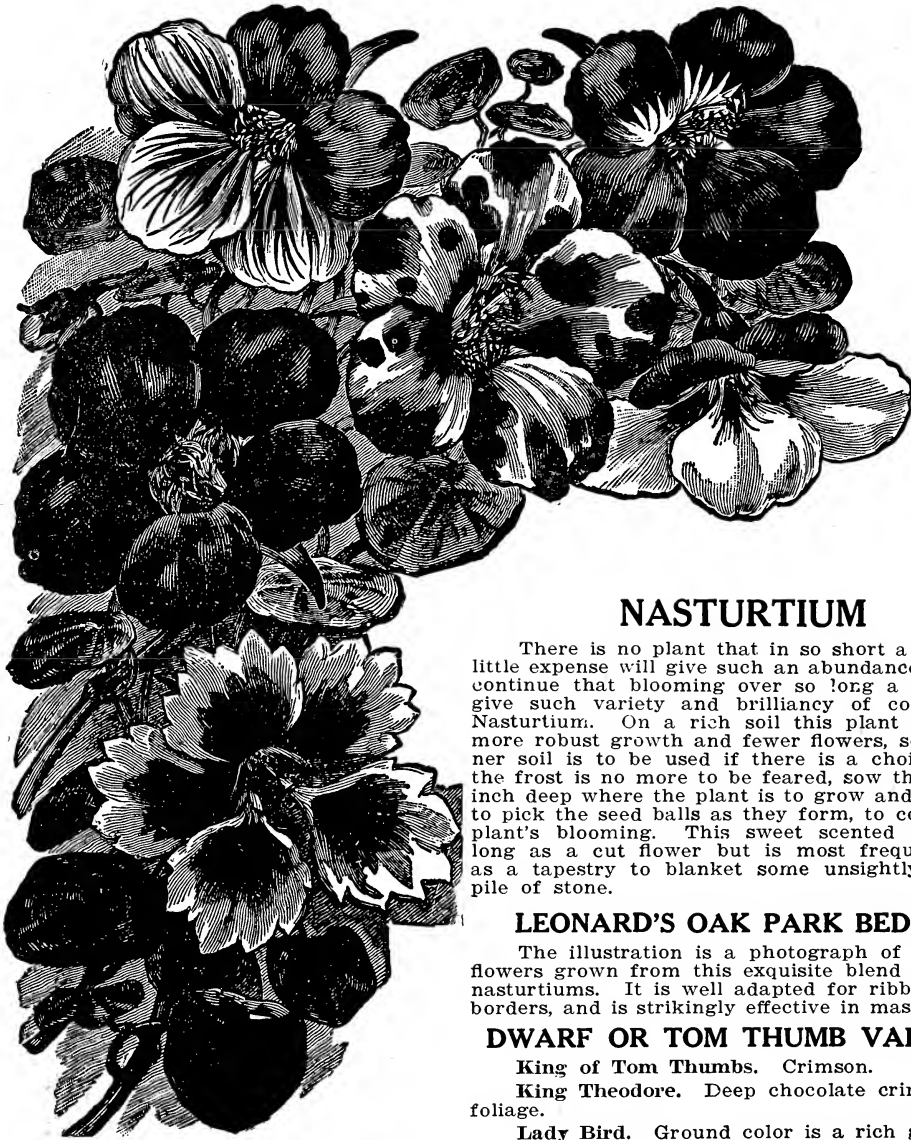 NASTURTIUM
There is no plant that in so short a
little expense will give such an abundance
continue that blooming over so long a
give such variety and brilliancy of co
Nasturtium. On a rich soil this plant
more robust growth and fewer flowers, s
ner soil is to be used if there is a choi
the frost is no more to be feared, sow th
inch deep where the plant is to grow and
to pick the seed balls as they form, to co
plant's blooming. This sweet scented
long as a cut flower but is most frequ
as a tapestry to blanket some unsightly
pile of stone.
LEONARD'S OAK PARK BED
The illustration is a photograph of
flowers grown from this exquisite blend
nasturtiums. It is well adapted for ribb
borders, and is strikingly effective in mas
DWARF OR TOM THUMB VA
King of Tom Thumbs. Crimson.
King Theodore. Deep chocolate crim
foliage.
Lady Bird. Ground color is a rich g